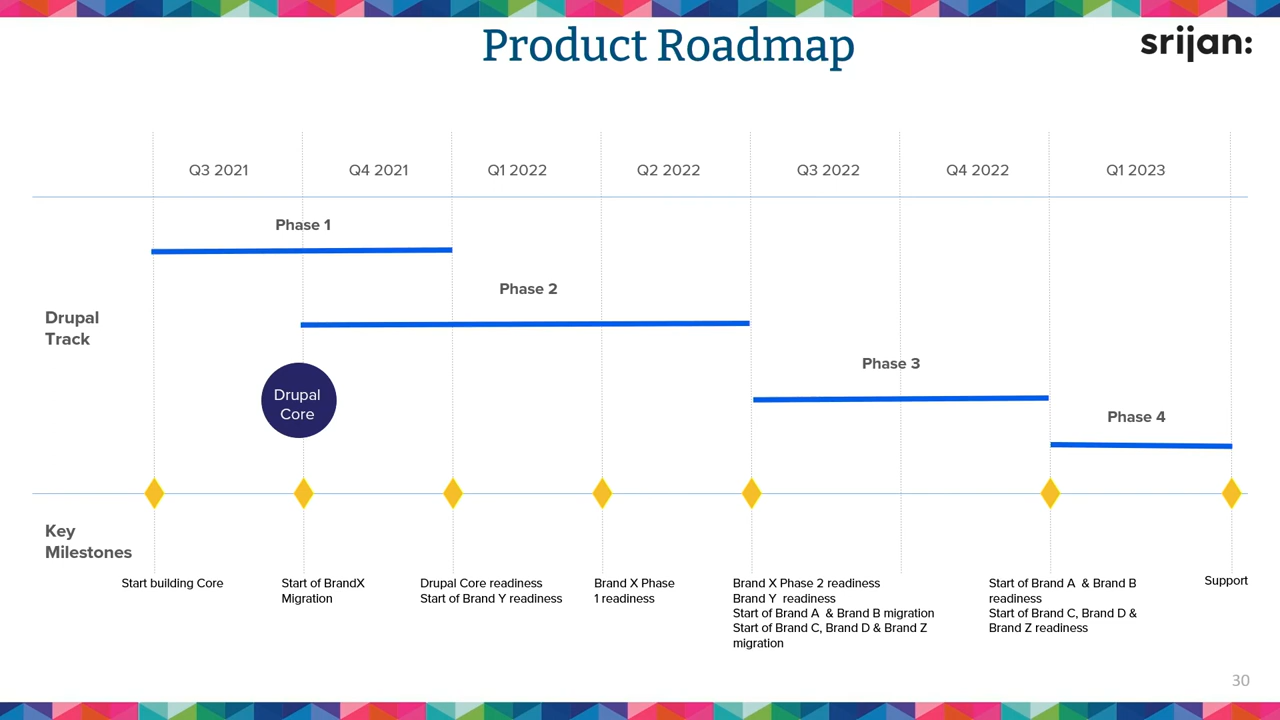 Product Roadmap
srijan:
Q3 2021
Q4 2021
Q1 2022
Q2 2022
Q3 2022
Q4 2022
Q1 2023
Phase 1
Phase 2
Drupal
Track
Phase 3
Drupal
Core
Phase 4
Key
Milestones
Start building Core
Start of BrandX
Migration
Drupal Core readiness
Start of Brand Y readiness
Brand X Phase
1 readiness
Brand X Phase 2 readiness
Brand Y readiness
Start of Brand A & Brand B migration
Start of Brand C, Brand D & Brand Z
migration
Start of Brand A & Brand B
readiness
Start of Brand C, Brand D &
Brand Z readiness
Support
30